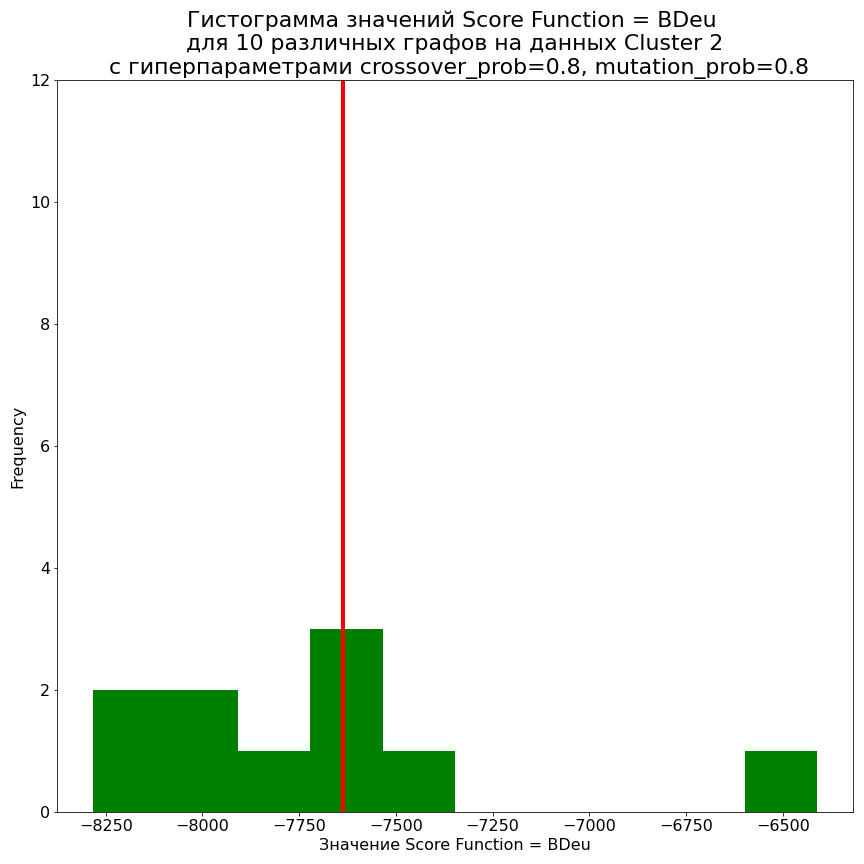 Гистограмма значений Score Function = BDeu
для 10 различных графов на данных Cluster 2
с гиперпараметрами crossover_prob=0.8, mutation_prob=0.8
12
10
8
6
4
2
0
Frequency
−8250 −8000 −7750 −7500 −7250 −7000 −6750 −6500
Значение Score Function = BDeu